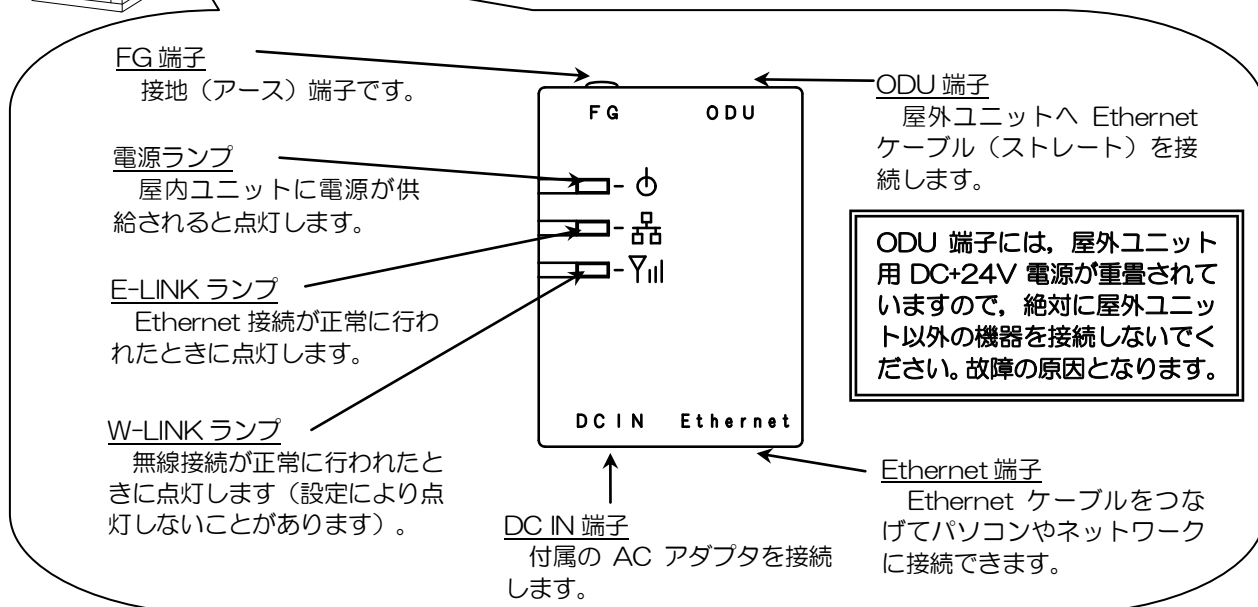 FG 端子
接地（アース）端子です。
電源ランプ
屋内ユニットに電源が供
給されると点灯します。
E-LINK ランプ
Ethernet 接続が正常に行わ
れたときに点灯します。
W-LINK ランプ
無線接続が正常に行われたと
きに点灯します（設定により点
灯しないことがあります）。
FG ODU
DC IN Ethernet
DC IN 端子
付属の AC アダプタを接続
します。
ODU 端子
屋外ユニットへ Ethernet
ケーブル（ストレート）を接
続します。
ODU 端子には，屋外ユニット
用 DC+24V 電源が重畳されて
いますので，絶対に屋外ユニッ
ト以外の機器を接続しないでく
ださい。故障の原因となります。
Ethernet 端子
Ethernet ケーブルをつな
げてパソコンやネットワーク
に接続できます。